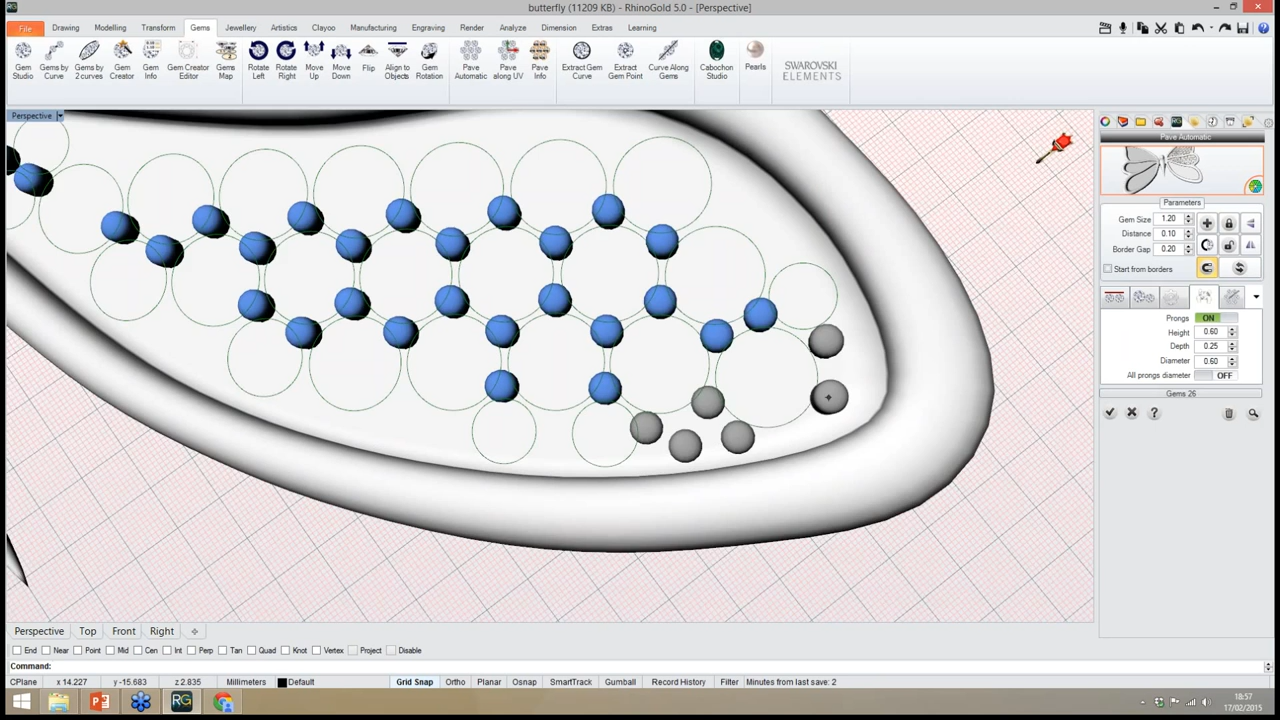 butterfly (11209 KB) - RhinoGold 5.0 - [Perspective]
File Drawing Modelling Transform Gems Jewellery Artistics Clayoo Manufacturing Engraving Render Analyze Dimension Extras Learning
Gem Studio
Gems by Curve
Gems by 2 curves
Gem Creator
Gem Info
Gem Creator Editor
Gems Map
Rotate Left
Rotate Right
Move Up
Move Down
Flip
Align to Objects
Gem Rotation
Pave Automatic
Pave along UV
Pave Info
Extract Gem Curve
Extract Gem Point
Curve Along Gems
Cabochon Studio
Pearls
SWAROVSKI ELEMENTS
Perspective
Pave Automatic
Parameters
Gem Size 1.20
Distance 0.10
Border Gap 0.20
Start from borders
Prongs ON
Height 0.60
Depth 0.25
Diameter 0.60
All prongs diameter OFF
Gems 26
Perspective Top Front Right
End Near Point Mid Cen Int Perp Tan Quad Knot Vertex Project Disable
Command:
CPlane x 14.227 y -15.683 z 2.835 Millimeters Default Grid Snap Ortho Planar Osnap SmartTrack Gumball Record History Filter Minutes from last save: 2
RG
18:57
17/02/2015